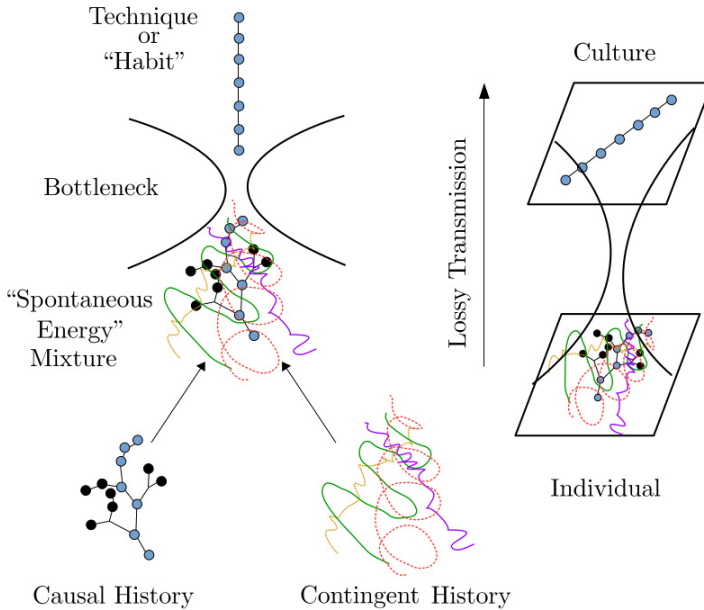 Technique
or
“Habit”
Bottleneck
“Spontaneous
Energy”
Mixture
Causal History
Contingent History
Culture
Lossy Transmission
Individual